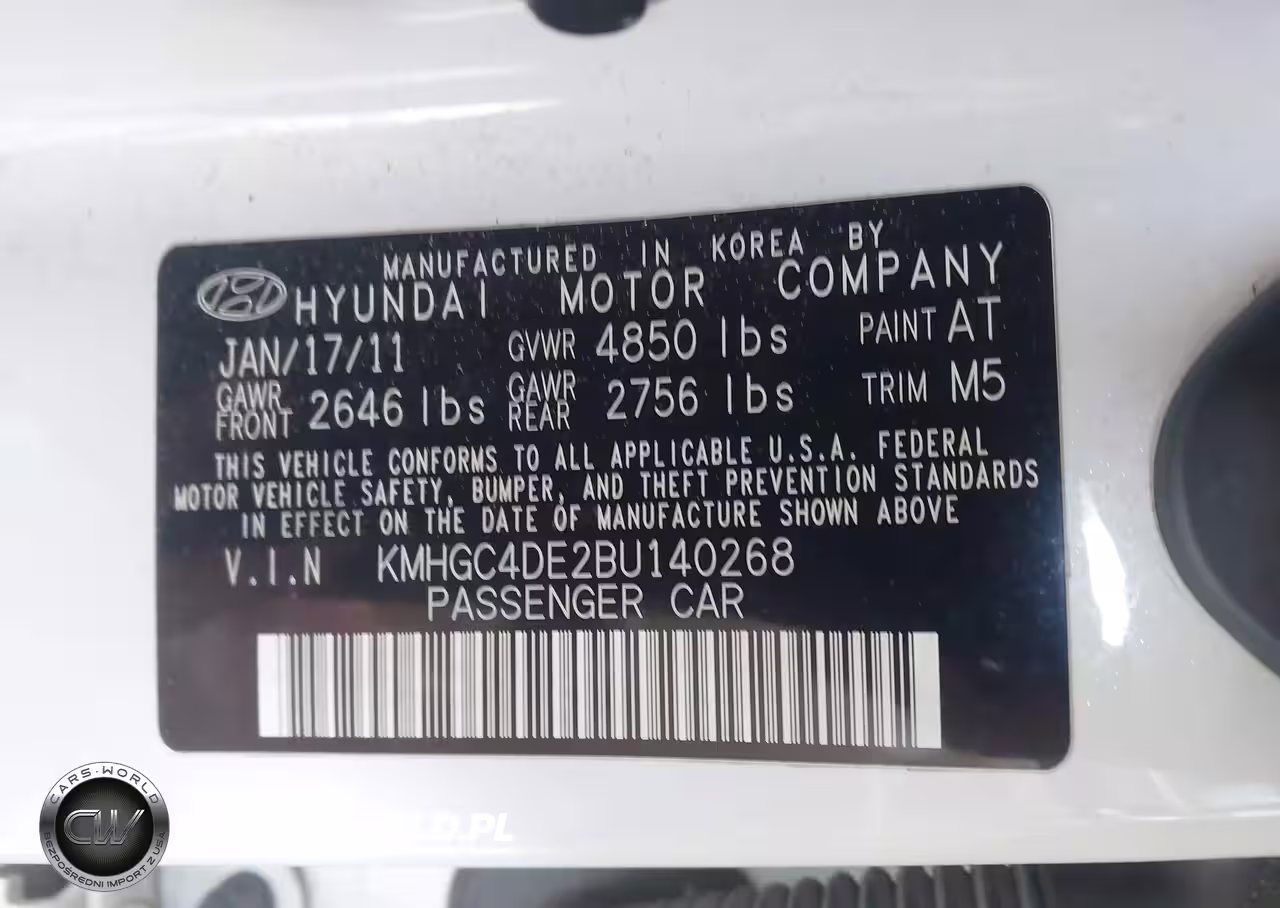 MANUFACTURED IN KOREA BY
HYUNDAI MOTOR COMPANY
JAN/17/11 GVWR 4850 lbs PAINT AT
GAWR FRONT 2646 lbs GAWR REAR 2756 lbs TRIM M5
THIS VEHICLE CONFORMS TO ALL APPLICABLE U.S.A. FEDERAL
MOTOR VEHICLE SAFETY, BUMPER, AND THEFT PREVENTION STANDARDS
IN EFFECT ON THE DATE OF MANUFACTURE SHOWN ABOVE
V.I.N KMHGC4DE2BU140268
PASSENGER CAR
CARS-WORLD
CW
BEZPOŚREDNI IMPORT Z USA
LD.PL